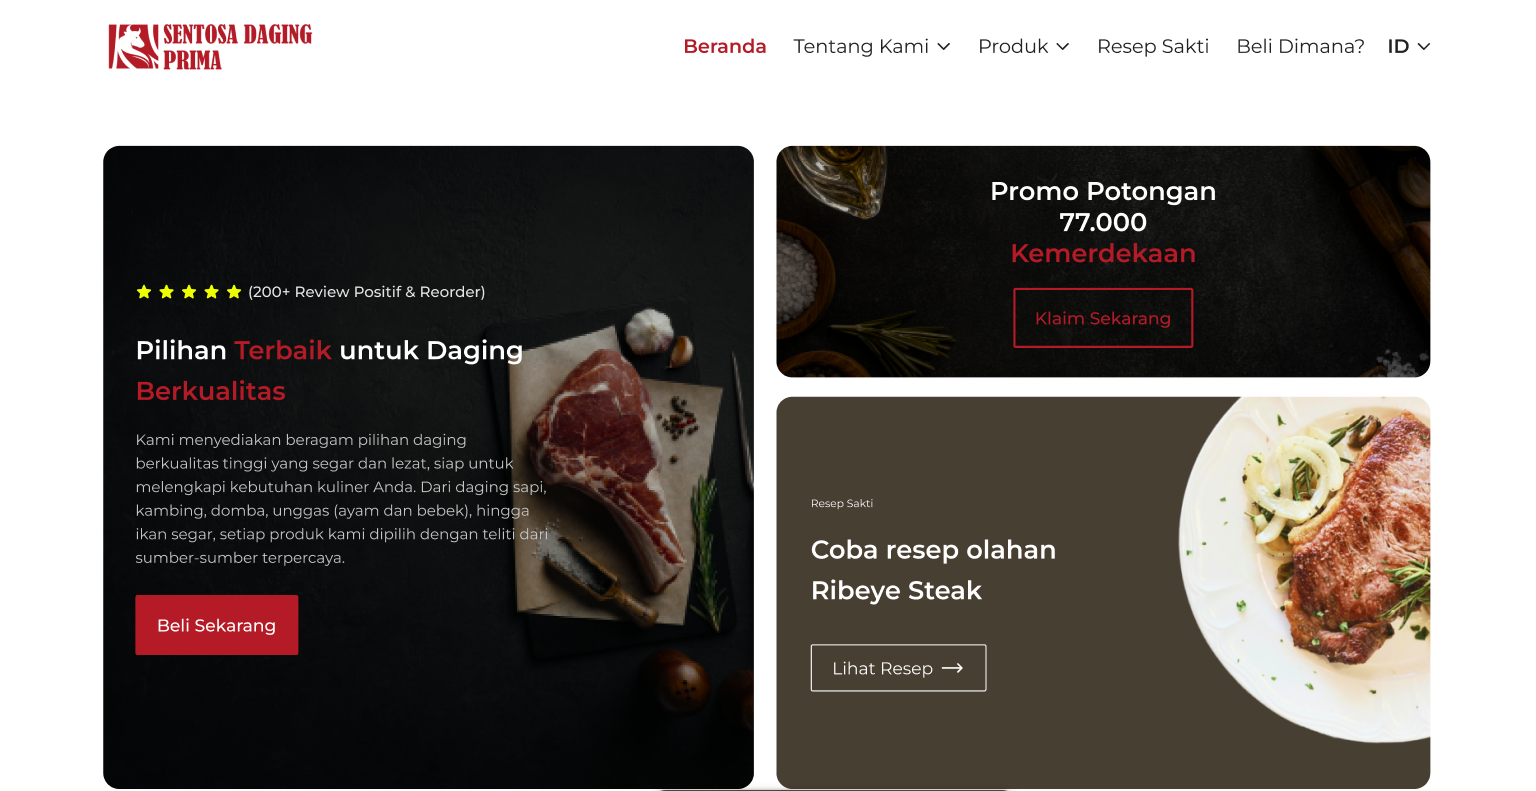 SENTOSA DAGING
PRIMA
Beranda
Tentang Kami
Produk
Resep Sakti
Beli Dimana?
ID
(200+ Review Positif & Reorder)
Pilihan Terbaik untuk Daging
Berkualitas
Kami menyediakan beragam pilihan daging
berkualitas tinggi yang segar dan lezat, siap untuk
melengkapi kebutuhan kuliner Anda. Dari daging sapi,
kambing, domba, unggas (ayam dan bebek), hingga
ikan segar, setiap produk kami dipilih dengan teliti dari
sumber-sumber terpercaya.
Beli Sekarang
Promo Potongan
77.000
Kemerdekaan
Klaim Sekarang
Resep Sakti
Coba resep olahan
Ribeye Steak
Lihat Resep